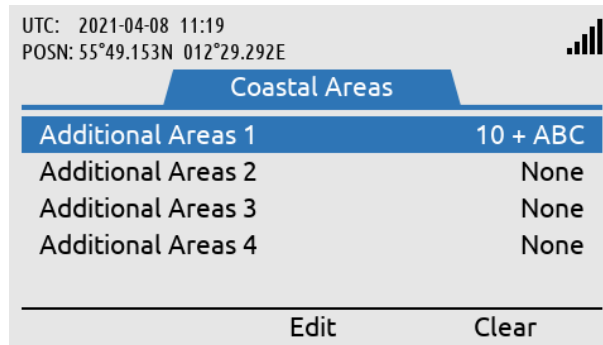 UTC: 2021-04-08 11:19
POSN: 55°49.153N 012°29.292E
Coastal Areas
Additional Areas 1 10 + ABC
Additional Areas 2 None
Additional Areas 3 None
Additional Areas 4 None
Edit Clear